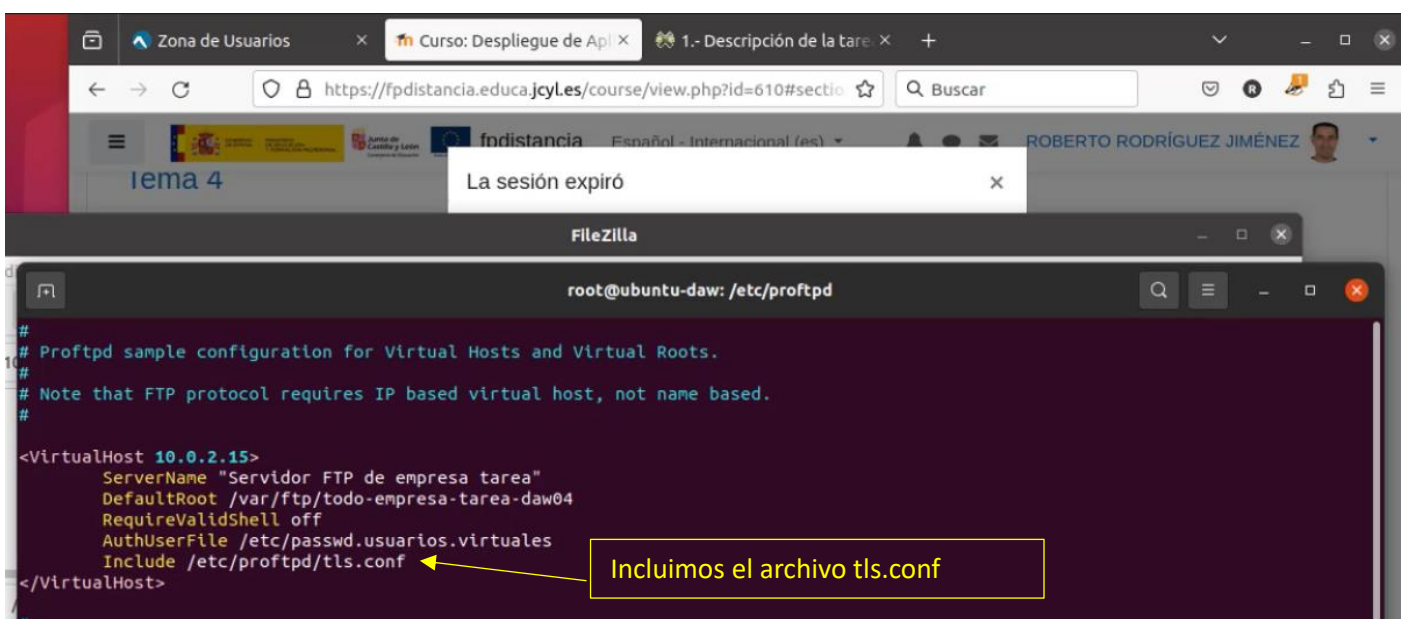 Zona de Usuarios
Curso: Despliegue de Apl
1.- Descripción de la tare
https://fpdistancia.educa.jcyl.es/course/view.php?id=610#sectio
Buscar
Junta de
Castilla y León
fpdistancia
Español - Internacional (es)
ROBERTO RODRÍGUEZ JIMÉNEZ
Tema 4
La sesión expiró
FileZilla
root@ubuntu-daw: /etc/proftpd
#
# Proftpd sample configuration for Virtual Hosts and Virtual Roots.
#
# Note that FTP protocol requires IP based virtual host, not name based.
#
<VirtualHost 10.0.2.15>
ServerName "Servidor FTP de empresa tarea"
DefaultRoot /var/ftp/todo-empresa-tarea-daw04
RequireValidShell off
AuthUserFile /etc/passwd.usuarios.virtuales
Include /etc/proftpd/tls.conf
</VirtualHost>
Incluimos el archivo tls.conf